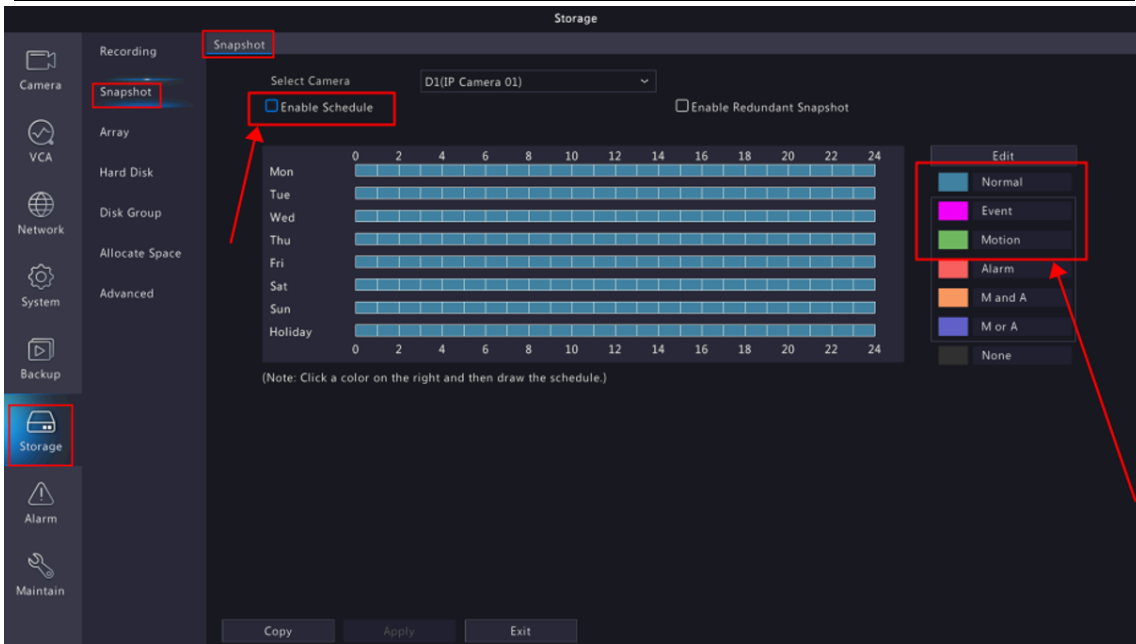 Storage
Camera
VCA
Network
System
Backup
Storage
Alarm
Maintain
Recording
Snapshot
Array
Hard Disk
Disk Group
Allocate Space
Advanced
Snapshot
Select Camera D1(IP Camera 01)
Enable Schedule Enable Redundant Snapshot
0 2 4 6 8 10 12 14 16 18 20 22 24
Mon
Tue
Wed
Thu
Fri
Sat
Sun
Holiday
0 2 4 6 8 10 12 14 16 18 20 22 24
Edit
Normal
Event
Motion
Alarm
M and A
M or A
None
(Note: Click a color on the right and then draw the schedule.)
Copy Apply Exit